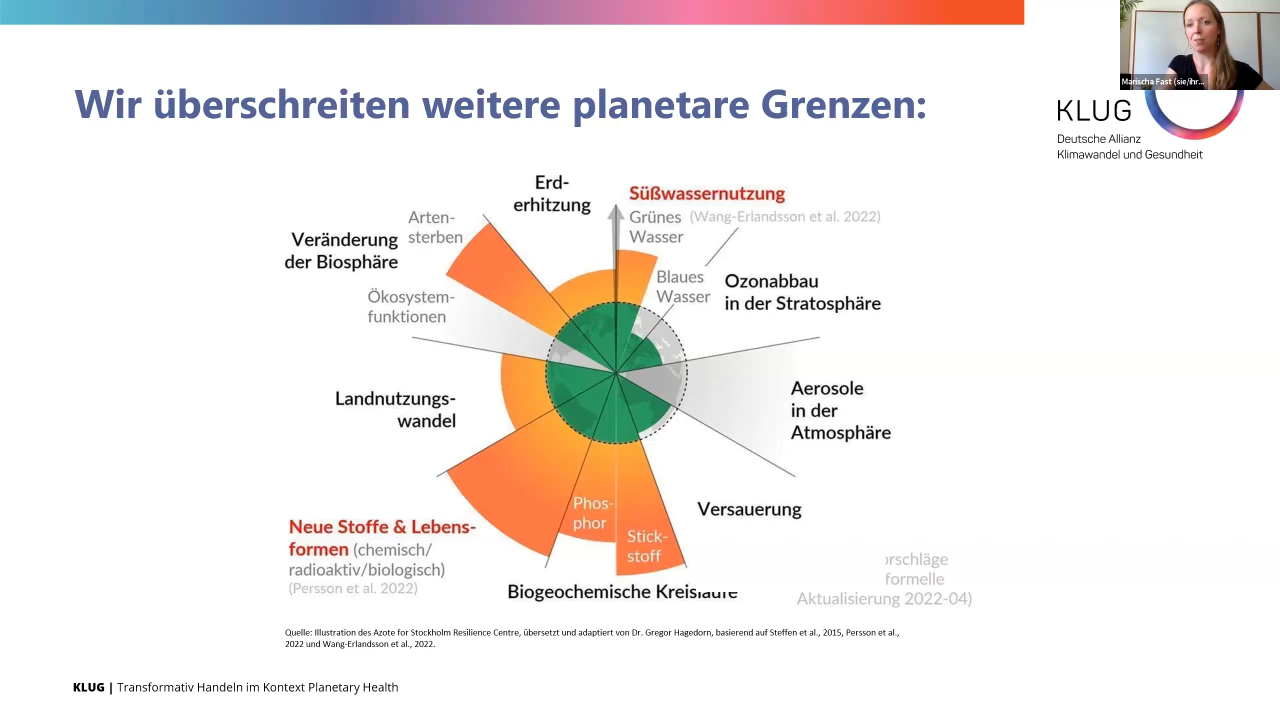 Wir überschreiten weitere planetare Grenzen:
Marischa Fast (sie/ihr...
KLUG
Deutsche Allianz
Klimawandel und Gesundheit
Erd-
erhitzung
Süßwassernutzung
Grünes (Wang-Erlandsson et al. 2022)
Wasser
Arten-
sterben
Veränderung
der Biosphäre
Blaues
Wasser
Ozonabbau
in der Stratosphäre
Ökosystem-
funktionen
Landnutzungs-
wandel
Aerosole
in der
Atmosphäre
Phos-
phor
Stick-
stoff
Versauerung
Neue Stoffe & Lebens-
formen (chemisch/
radioaktiv/biologisch)
(Persson et al. 2022)
Biogeochemische Kreisläufe
rschläge
formelle
Aktualisierung 2022-04)
Quelle: Illustration des Azote for Stockholm Resilience Centre, übersetzt und adaptiert von Dr. Gregor Hagedorn, basierend auf Steffen et al., 2015, Persson et al.,
2022 und Wang-Erlandsson et al., 2022.
KLUG | Transformativ Handeln im Kontext Planetary Health